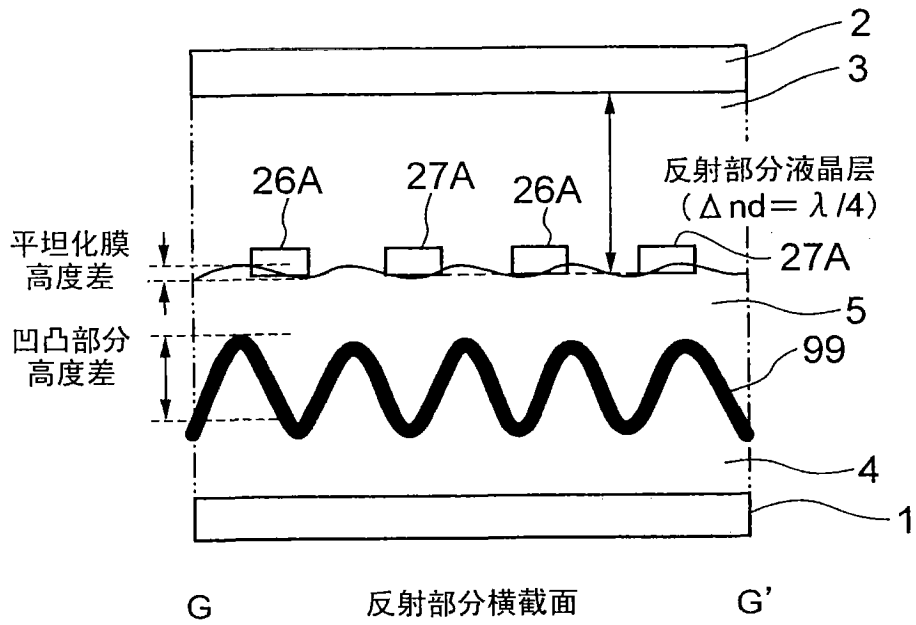 2
3
26A
27A
26A
反射部分液晶层
(Δnd=λ/4)
27A
平坦化膜
高度差
5
凹凸部分
高度差
99
4
1
G
反射部分横截面
G'